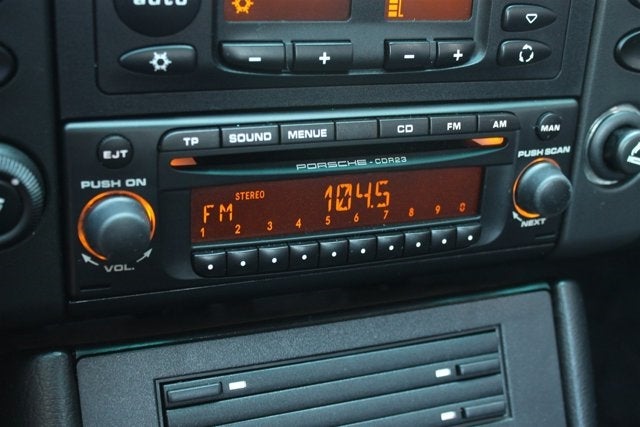 auto
− + − +
TP SOUND MENUE CD FM AM MAN
EJT
PORSCHE - CDR23
PUSH ON
PUSH SCAN
STEREO
FM 104.5
1 2 3 4 5 6 7 8 9 0
VOL.
NEXT